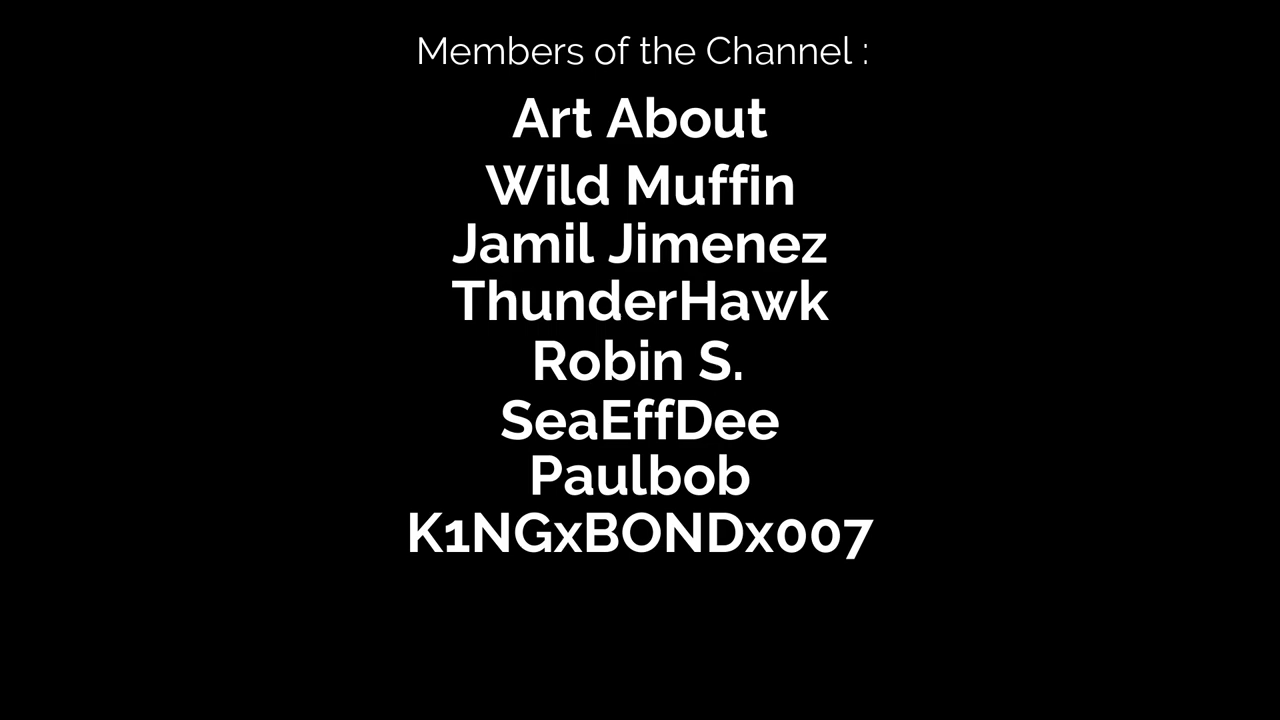 Members of the Channel :
Art About
Wild Muffin
Jamil Jimenez
ThunderHawk
Robin S.
SeaEffDee
Paulbob
K1NGxBONDx007